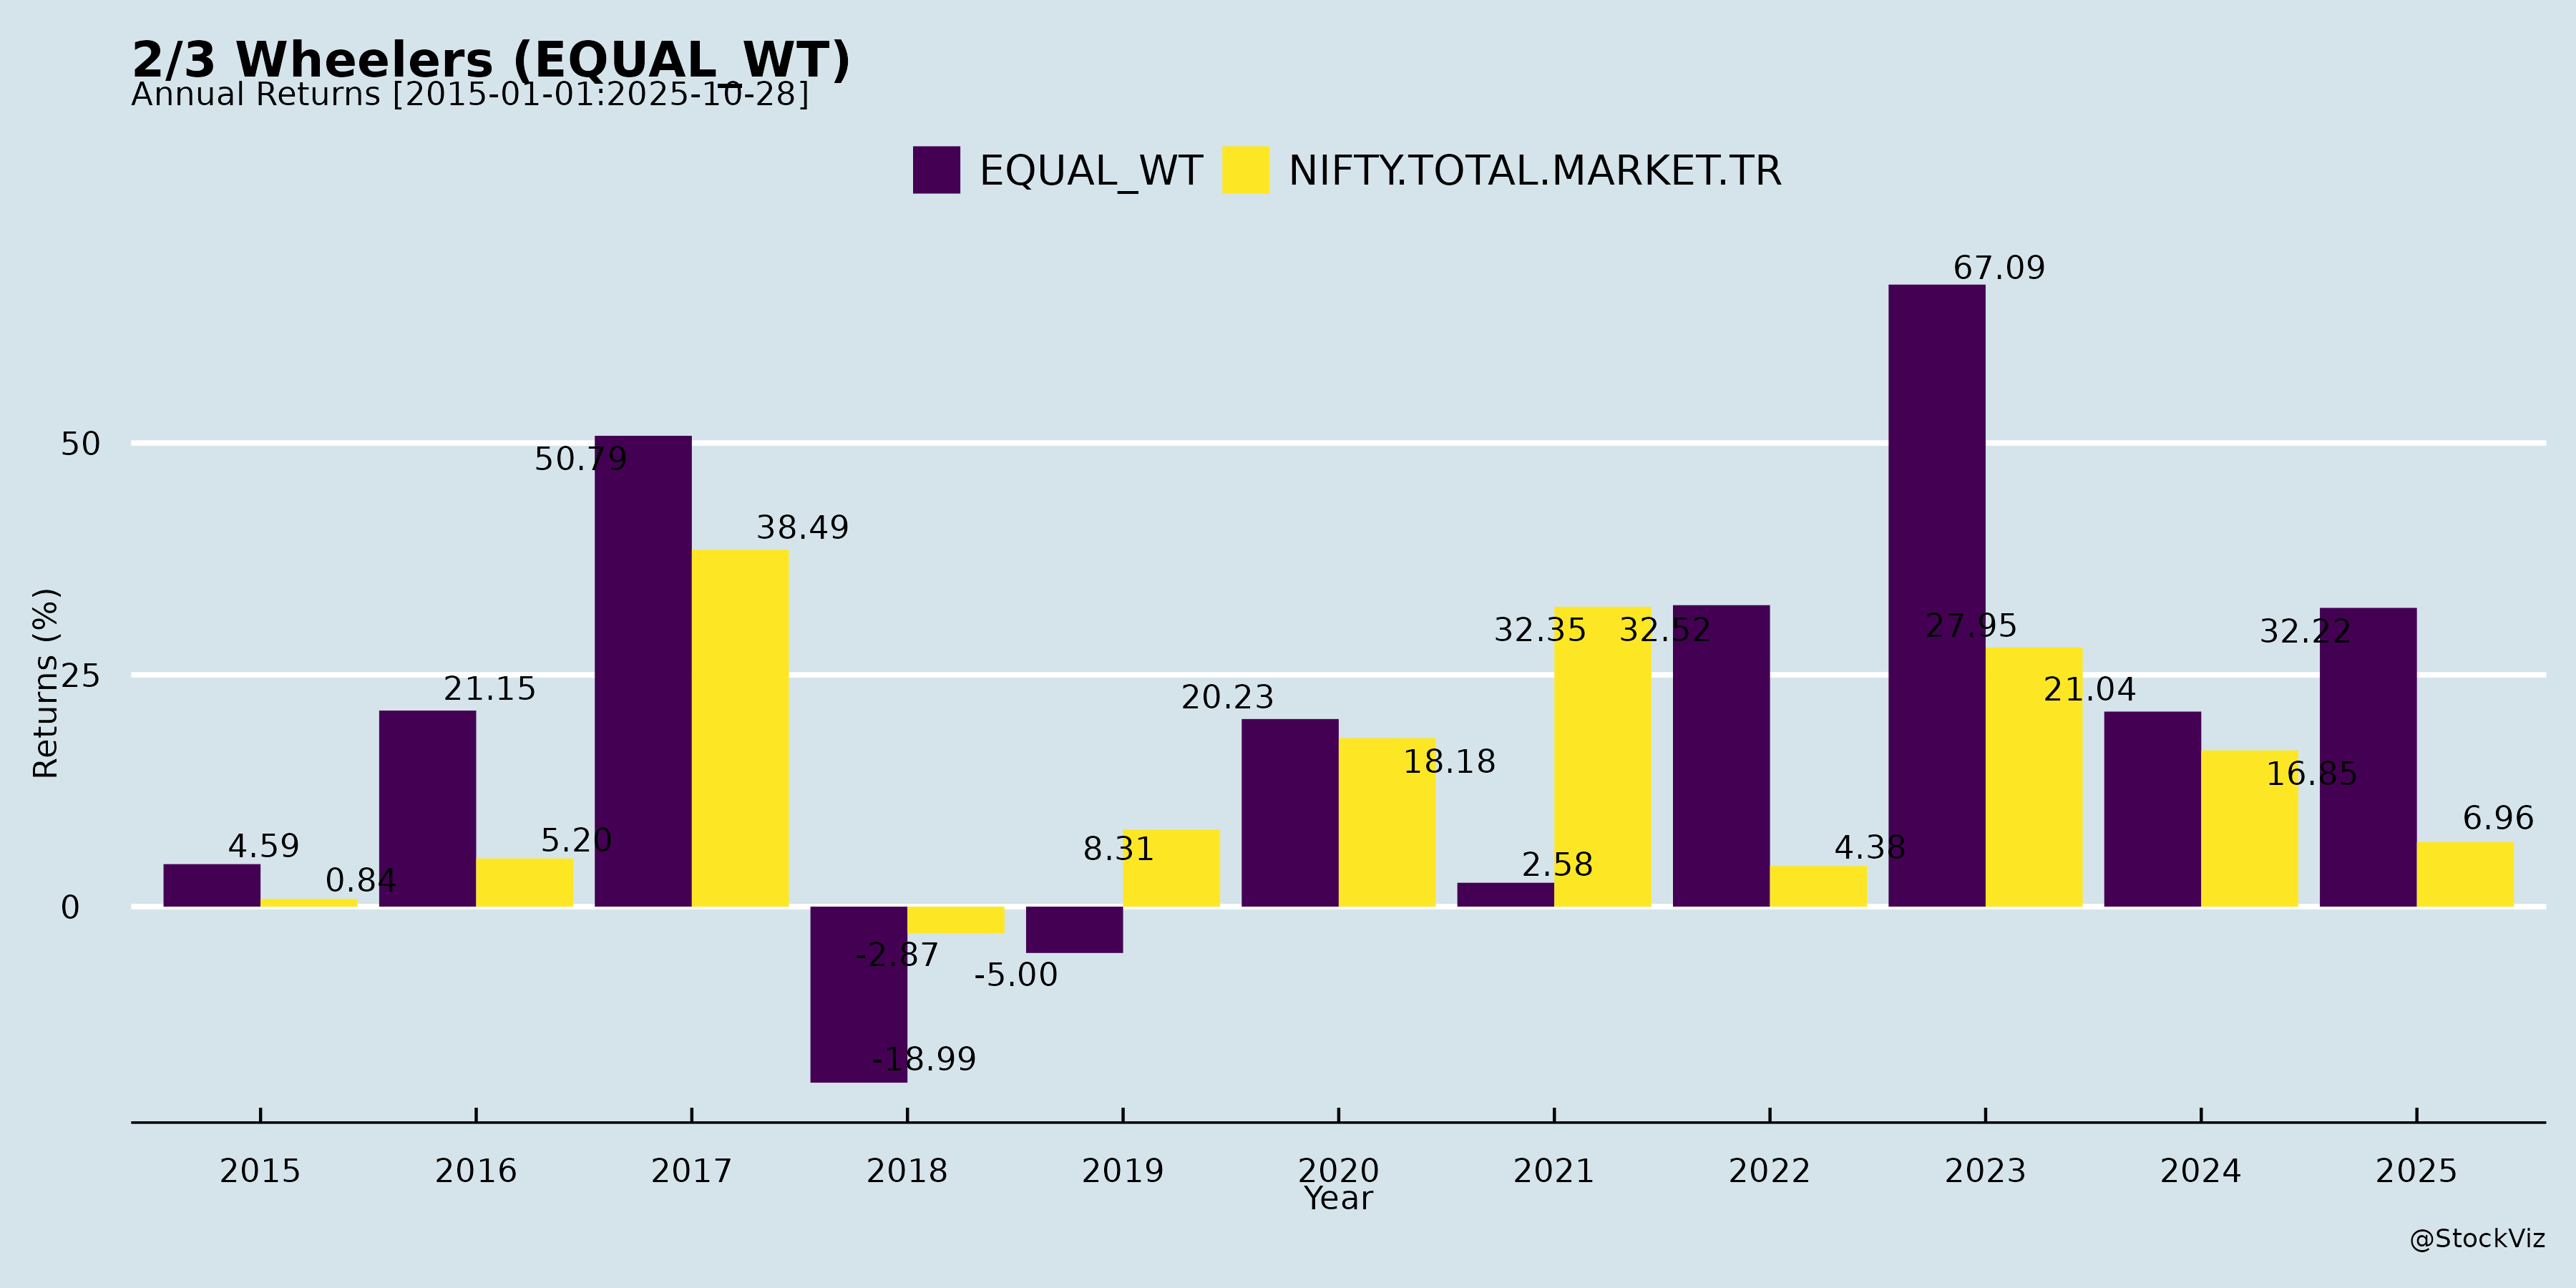 2/3 Wheelers (EQUAL_WT)
Annual Returns [2015-01-01:2025-10-28]
EQUAL_WT NIFTY.TOTAL.MARKET.TR
67.09
50
50.79
38.49
32.35 32.52 27.95 32.22
25
21.15 20.23 21.04
18.18 16.85
4.59 0.84 5.20 8.31 2.58 4.38 6.96
0
-2.87 -5.00
-18.99
Returns (%)
2015 2016 2017 2018 2019 2020 2021 2022 2023 2024 2025
Year
@StockViz